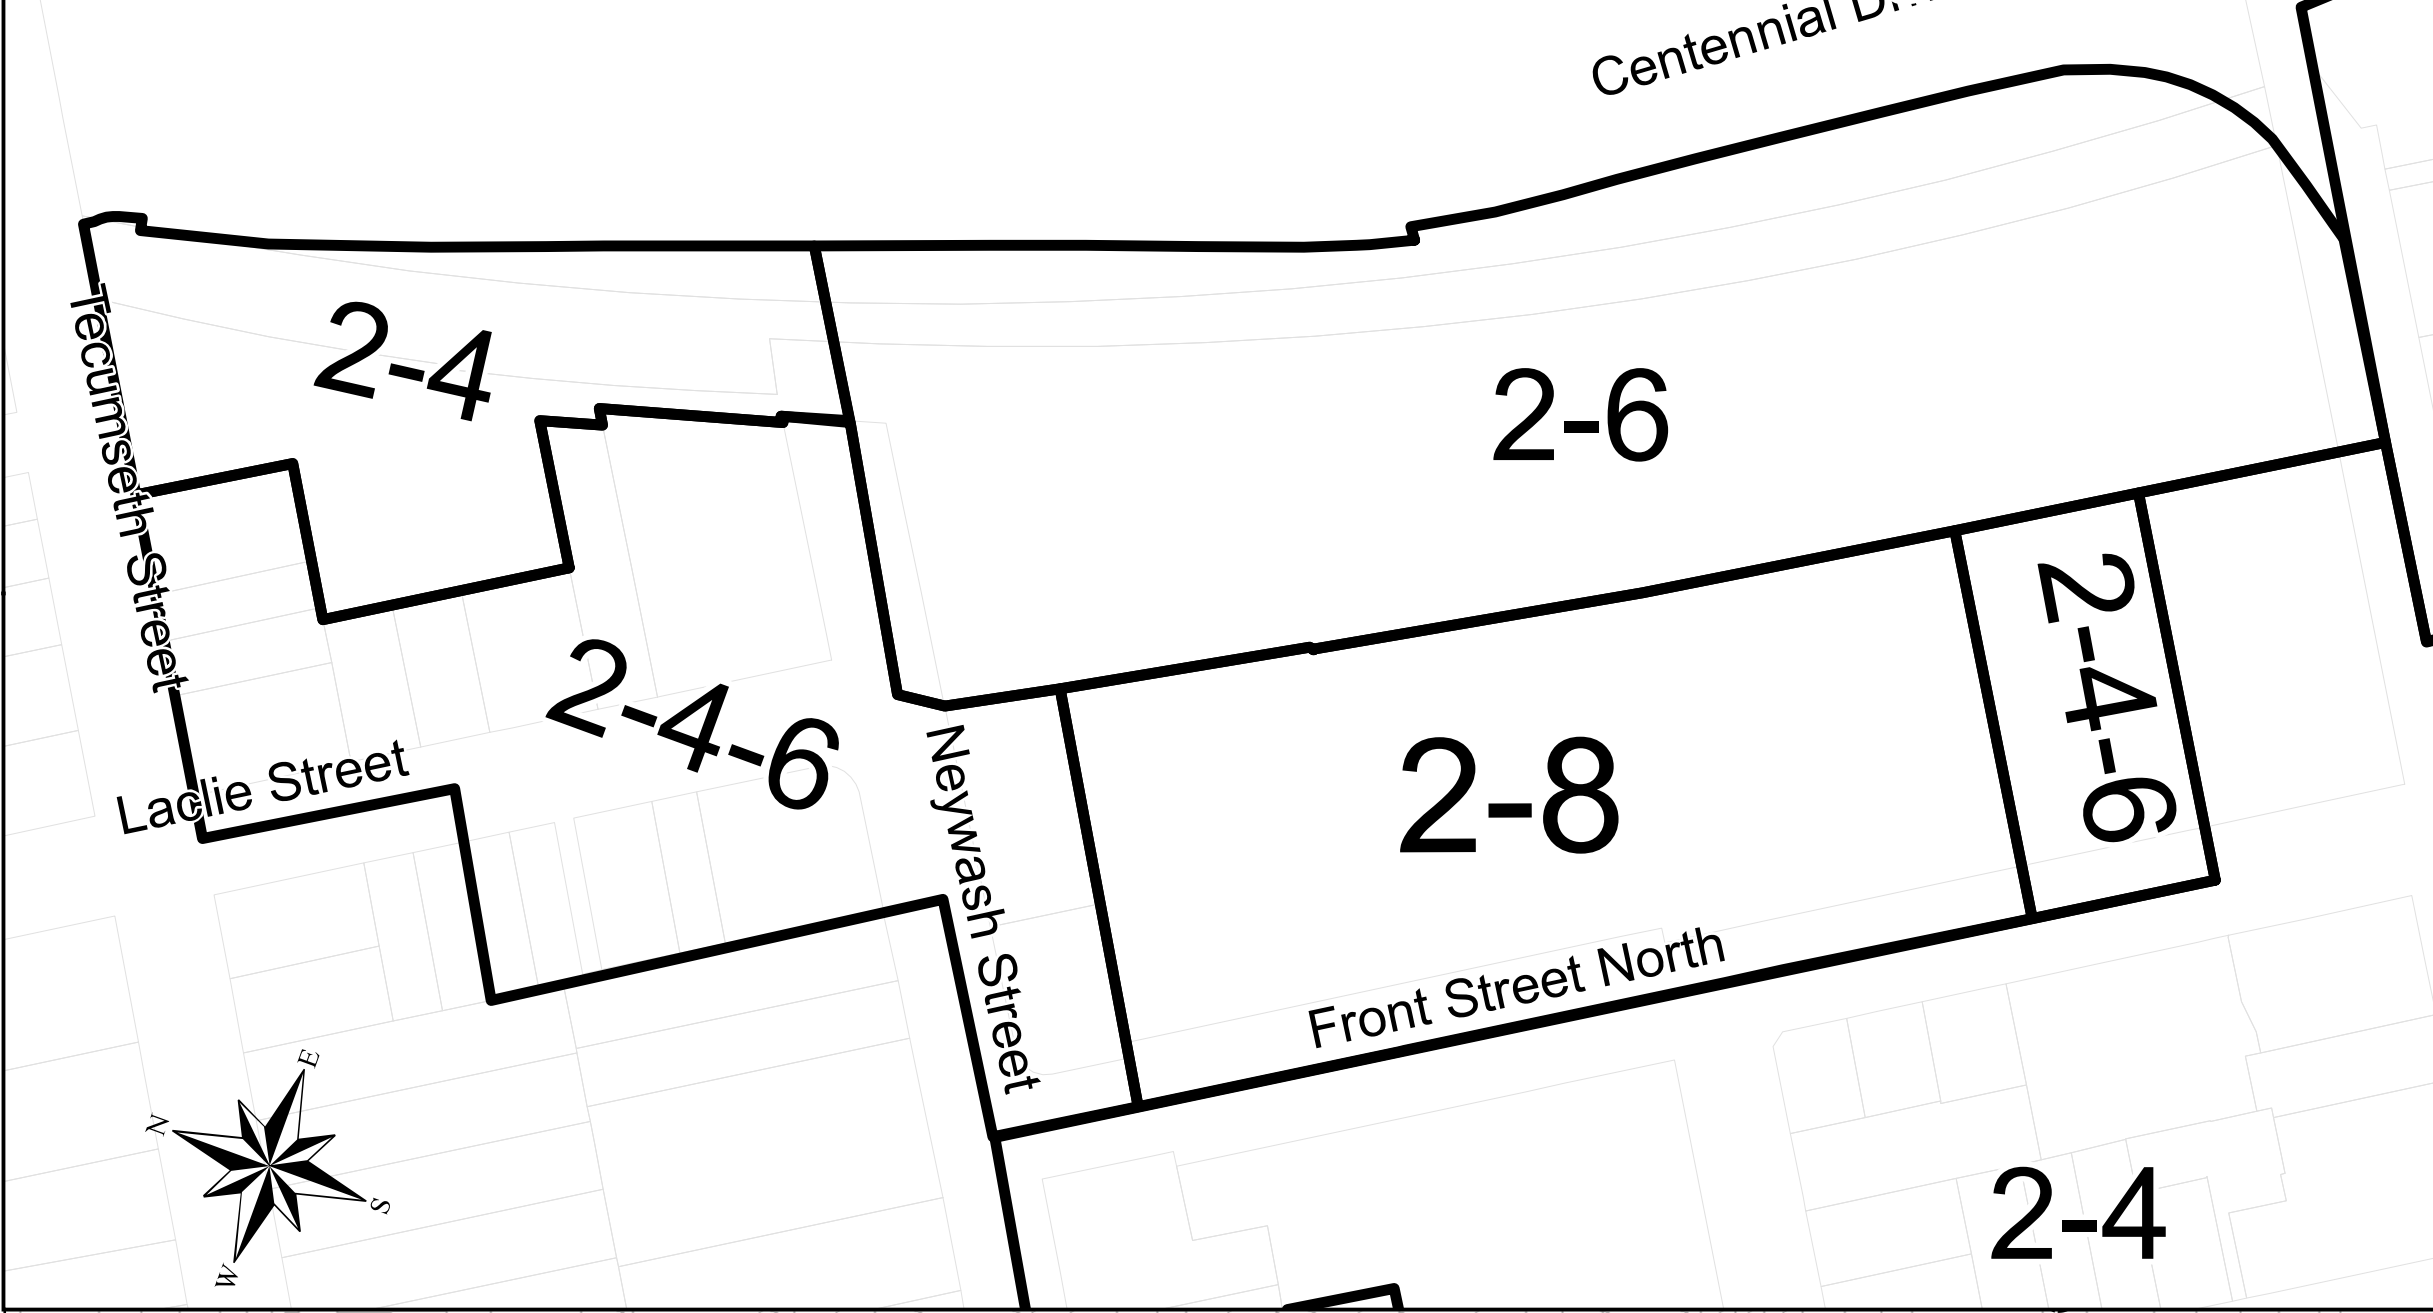 Centennial
Tecumseth Street
2-4
2-6
2-4-6
2-4-6
Laclie Street
Neywash Street
2-8
Front Street North
E
N
S
W
2-4